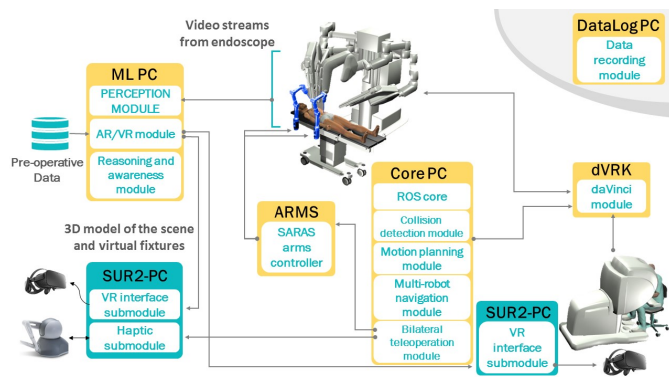 Video streams
from endoscope
DataLog PC
Data
recording
module
ML PC
PERCEPTION
MODULE
AR/VR module
Reasoning and
awareness
module
Pre-operative
Data
Core PC
ROS core
Collision
detection module
Motion planning
module
Multi-robot
navigation
module
Bilateral
teleoperation
module
dVRK
daVinci
module
ARMS
SARAS
arms
controller
3D model of the scene
and virtual fixtures
SUR2-PC
VR interface
submodule
Haptic
submodule
SUR2-PC
VR
interface
submodule